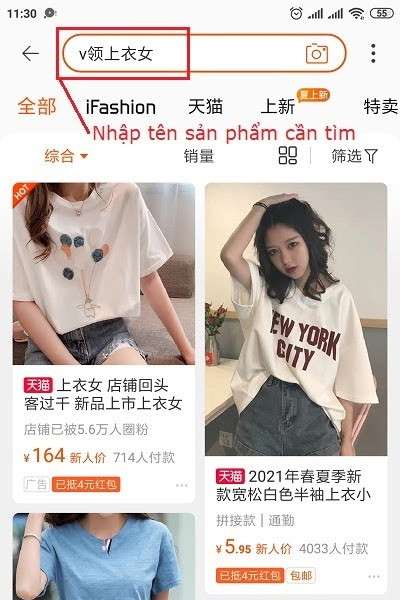 11:30
55
v领上衣女
全部 iFashion 天猫 上新 夏上新 特卖
Nhập tên sản phẩm cần tìm
综合 销量 筛选
HOT
NEW YORK
CITY
天猫 上衣女 店铺回头
客过千 新品上市上衣女
店铺已被5.6万人圈粉
¥164 新人价 714人付款
广告 已抵4元红包
天猫 2021年春夏季新
款宽松白色半袖上衣小
拼接款 | 通勤
¥5.95 新人价 4033人付款
已抵4元红包 包邮